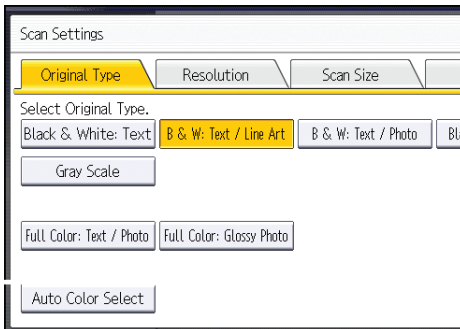 Scan Settings
Original Type Resolution Scan Size
Select Original Type.
Black & White: Text B & W: Text / Line Art B & W: Text / Photo Bl
Gray Scale
Full Color: Text / Photo Full Color: Glossy Photo
Auto Color Select